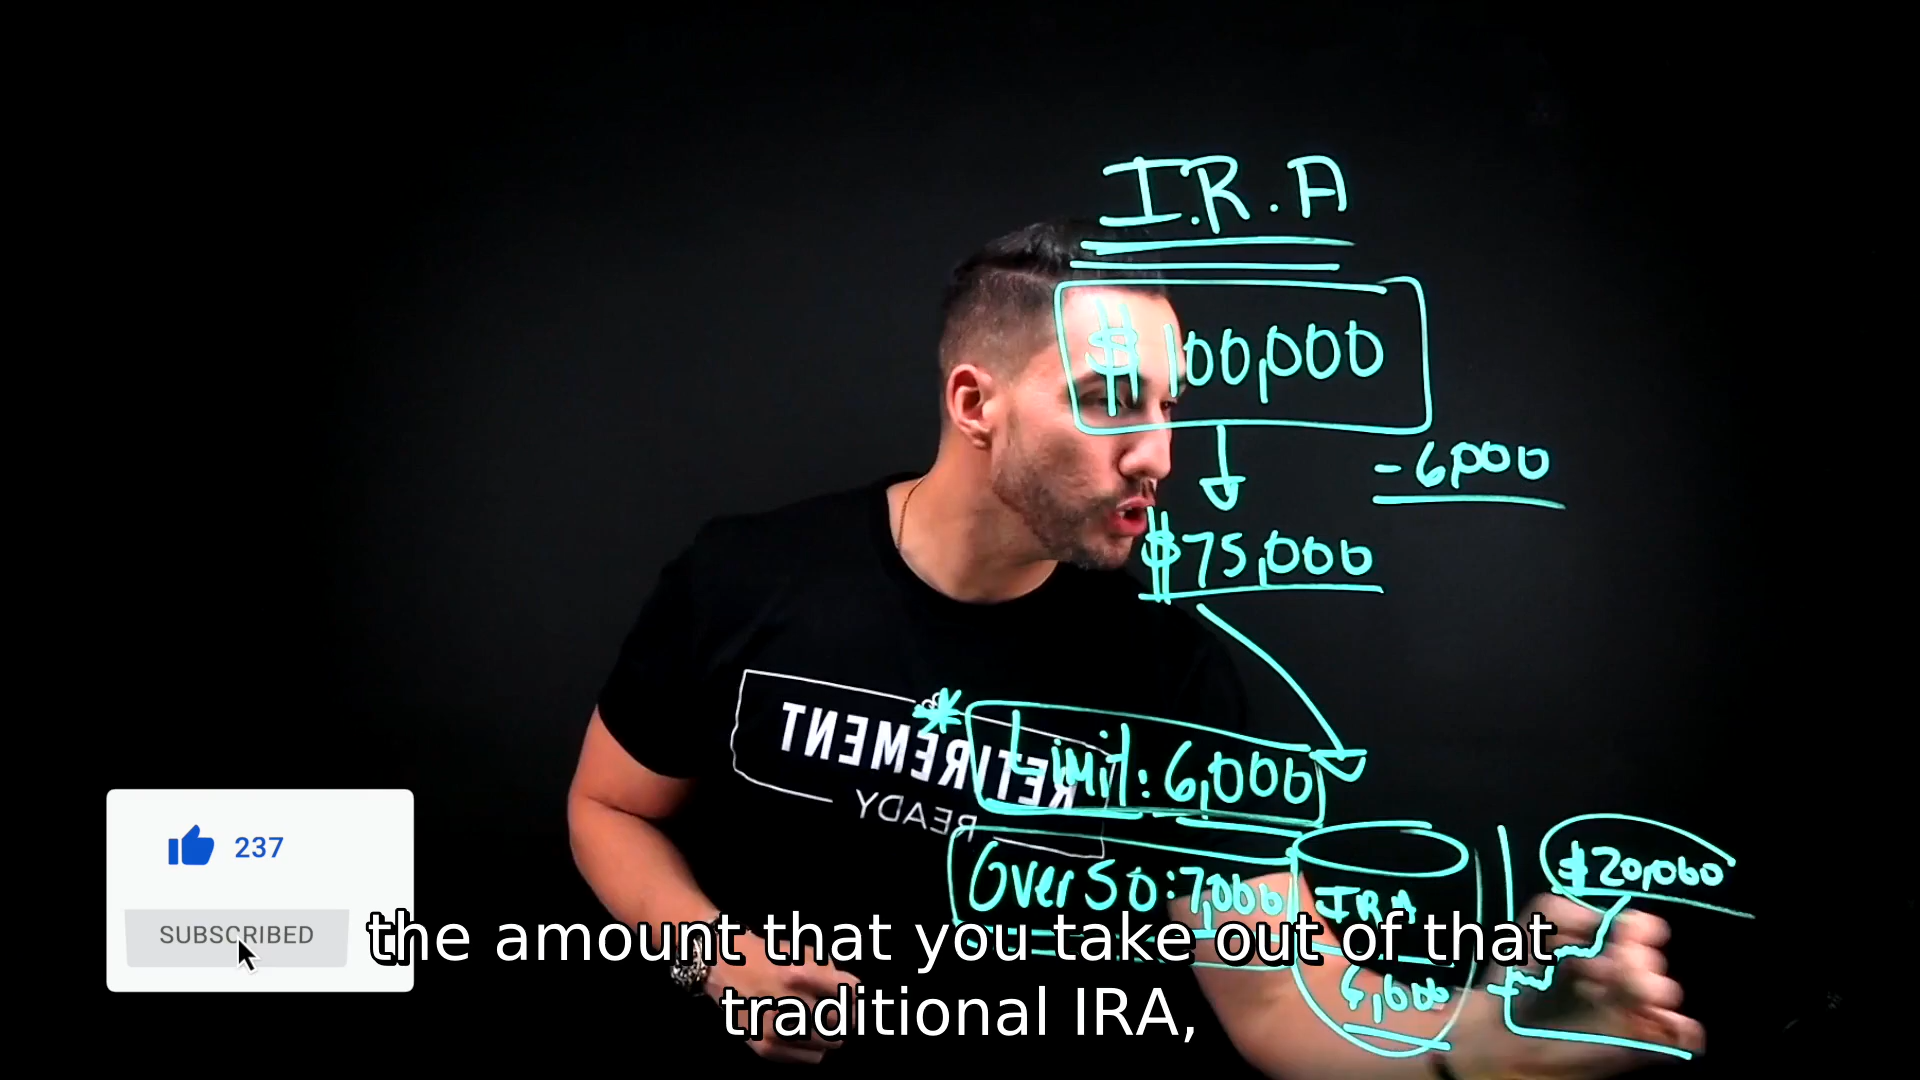 I.R.A
$100,000
-6,000
$75,000
RETIREMENT
READY
* Limit: 6,000
Over 50: 7,000
IRA
6,000
$20,000
237
SUBSCRIBED
the amount that you take out of that
traditional IRA,